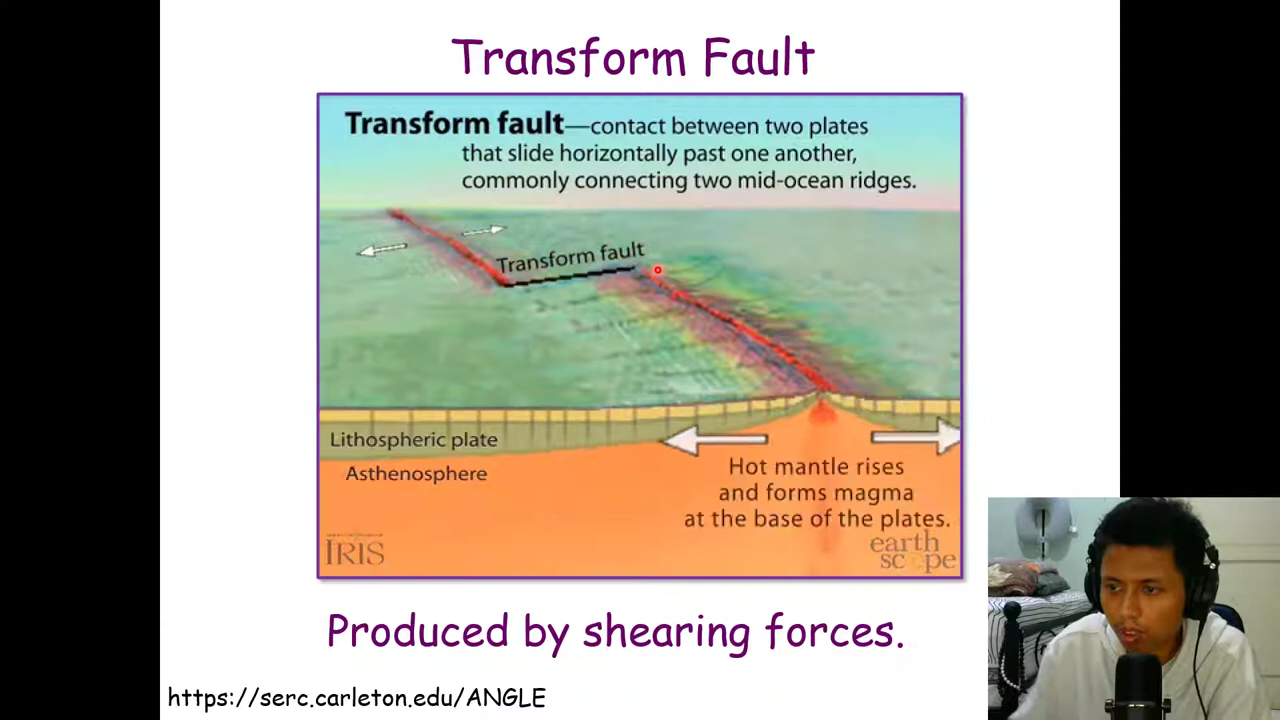 Transform Fault
Transform fault—contact between two plates
that slide horizontally past one another,
commonly connecting two mid-ocean ridges.
Transform fault
Lithospheric plate
Asthenosphere
Hot mantle rises
and forms magma
at the base of the plates.
IRIS
earth
scope
Produced by shearing forces.
https://serc.carleton.edu/ANGLE